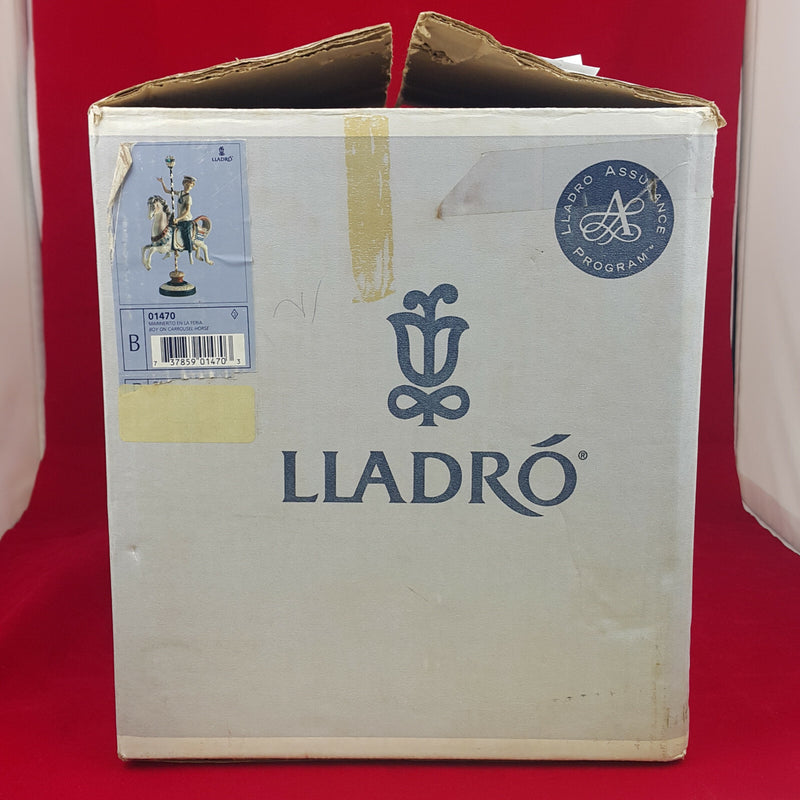 LLADRÓ
01470
MARINERITO EN LA FERIA
BOY ON CARROUSEL HORSE
B
7 37859 01470 3
LLADRO ASSURANCE
A
PROGRAM™
LLADRÓ®